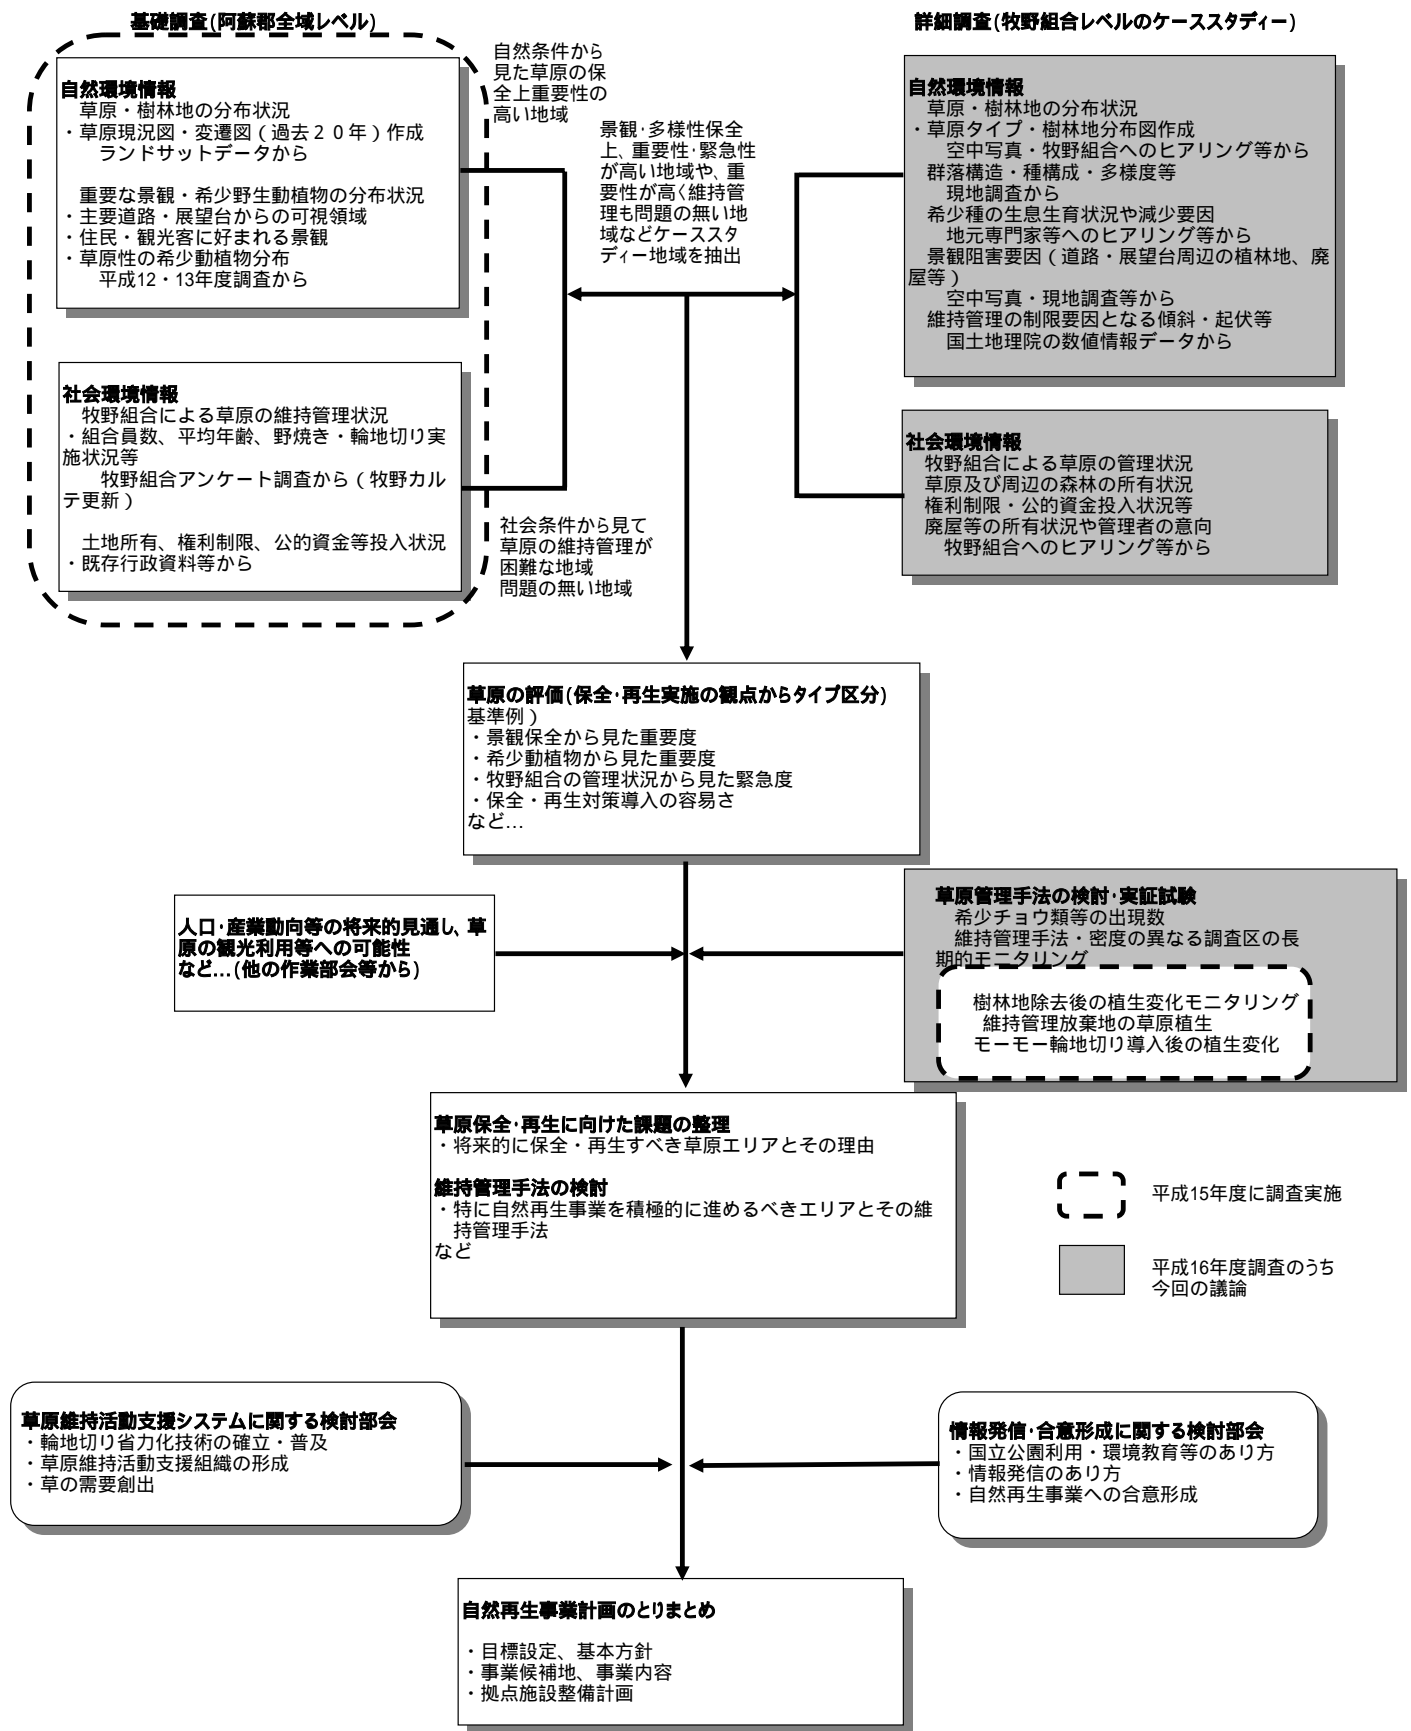 基礎調査(阿蘇郡全域レベル)
自然環境情報
草原・樹林地の分布状況
・草原現況図・変遷図(過去20年)作成
ランドサットデータから
重要な景観・希少野生動植物の分布状況
・主要道路・展望台からの可視領域
・住民・観光客に好まれる景観
・草原性の希少動植物分布
平成12・13年度調査から
社会環境情報
牧野組合による草原の維持管理状況
・組合員数、平均年齢、野焼き・輪地切り実
施状況等
牧野組合アンケート調査から(牧野カル
テ更新)
土地所有、権利制限、公的資金等投入状況
・既存行政資料等から
自然条件から
見た草原の保
全上重要性の
高い地域
景観・多様性保全
上、重要性・緊急性
が高い地域や、重
要性が高く維持管
理も問題の無い地
域などケーススタ
ディー地域を抽出
社会条件から見て
草原の維持管理が
困難な地域
問題の無い地域
詳細調査(牧野組合レベルのケーススタディー)
自然環境情報
草原・樹林地の分布状況
・草原タイプ・樹林地分布図作成
空中写真・牧野組合へのヒアリング等から
群落構造・種構成・多様度等
現地調査から
希少種の生息生育状況や減少要因
地元専門家等へのヒアリング等から
景観阻害要因(道路・展望台周辺の植林地、廃
屋等)
空中写真・現地調査等から
維持管理の制限要因となる傾斜・起伏等
国土地理院の数値情報データから
社会環境情報
牧野組合による草原の管理状況
草原及び周辺の森林の所有状況
権利制限・公的資金投入状況等
廃屋等の所有状況や管理者の意向
牧野組合へのヒアリング等から
草原の評価(保全・再生実施の観点からタイプ区分)
基準例)
・景観保全から見た重要度
・希少動植物から見た重要度
・牧野組合の管理状況から見た緊急度
・保全・再生対策導入の容易さ
など…
人口・産業動向等の将来的見通し、草
原の観光利用等への可能性
など…(他の作業部会等から)
草原管理手法の検討・実証試験
希少チョウ類等の出現数
維持管理手法・密度の異なる調査区の長
期的モニタリング
樹林地除去後の植生変化モニタリング
維持管理放棄地の草原植生
モーモー輪地切り導入後の植生変化
草原保全・再生に向けた課題の整理
・将来的に保全・再生すべき草原エリアとその理由
維持管理手法の検討
・特に自然再生事業を積極的に進めるべきエリアとその維
持管理手法
など
平成15年度に調査実施
平成16年度調査のうち
今回の議論
草原維持活動支援システムに関する検討部会
・輪地切り省力化技術の確立・普及
・草原維持活動支援組織の形成
・草の需要創出
情報発信・合意形成に関する検討部会
・国立公園利用・環境教育等のあり方
・情報発信のあり方
・自然再生事業への合意形成
自然再生事業計画のとりまとめ
・目標設定、基本方針
・事業候補地、事業内容
・拠点施設整備計画